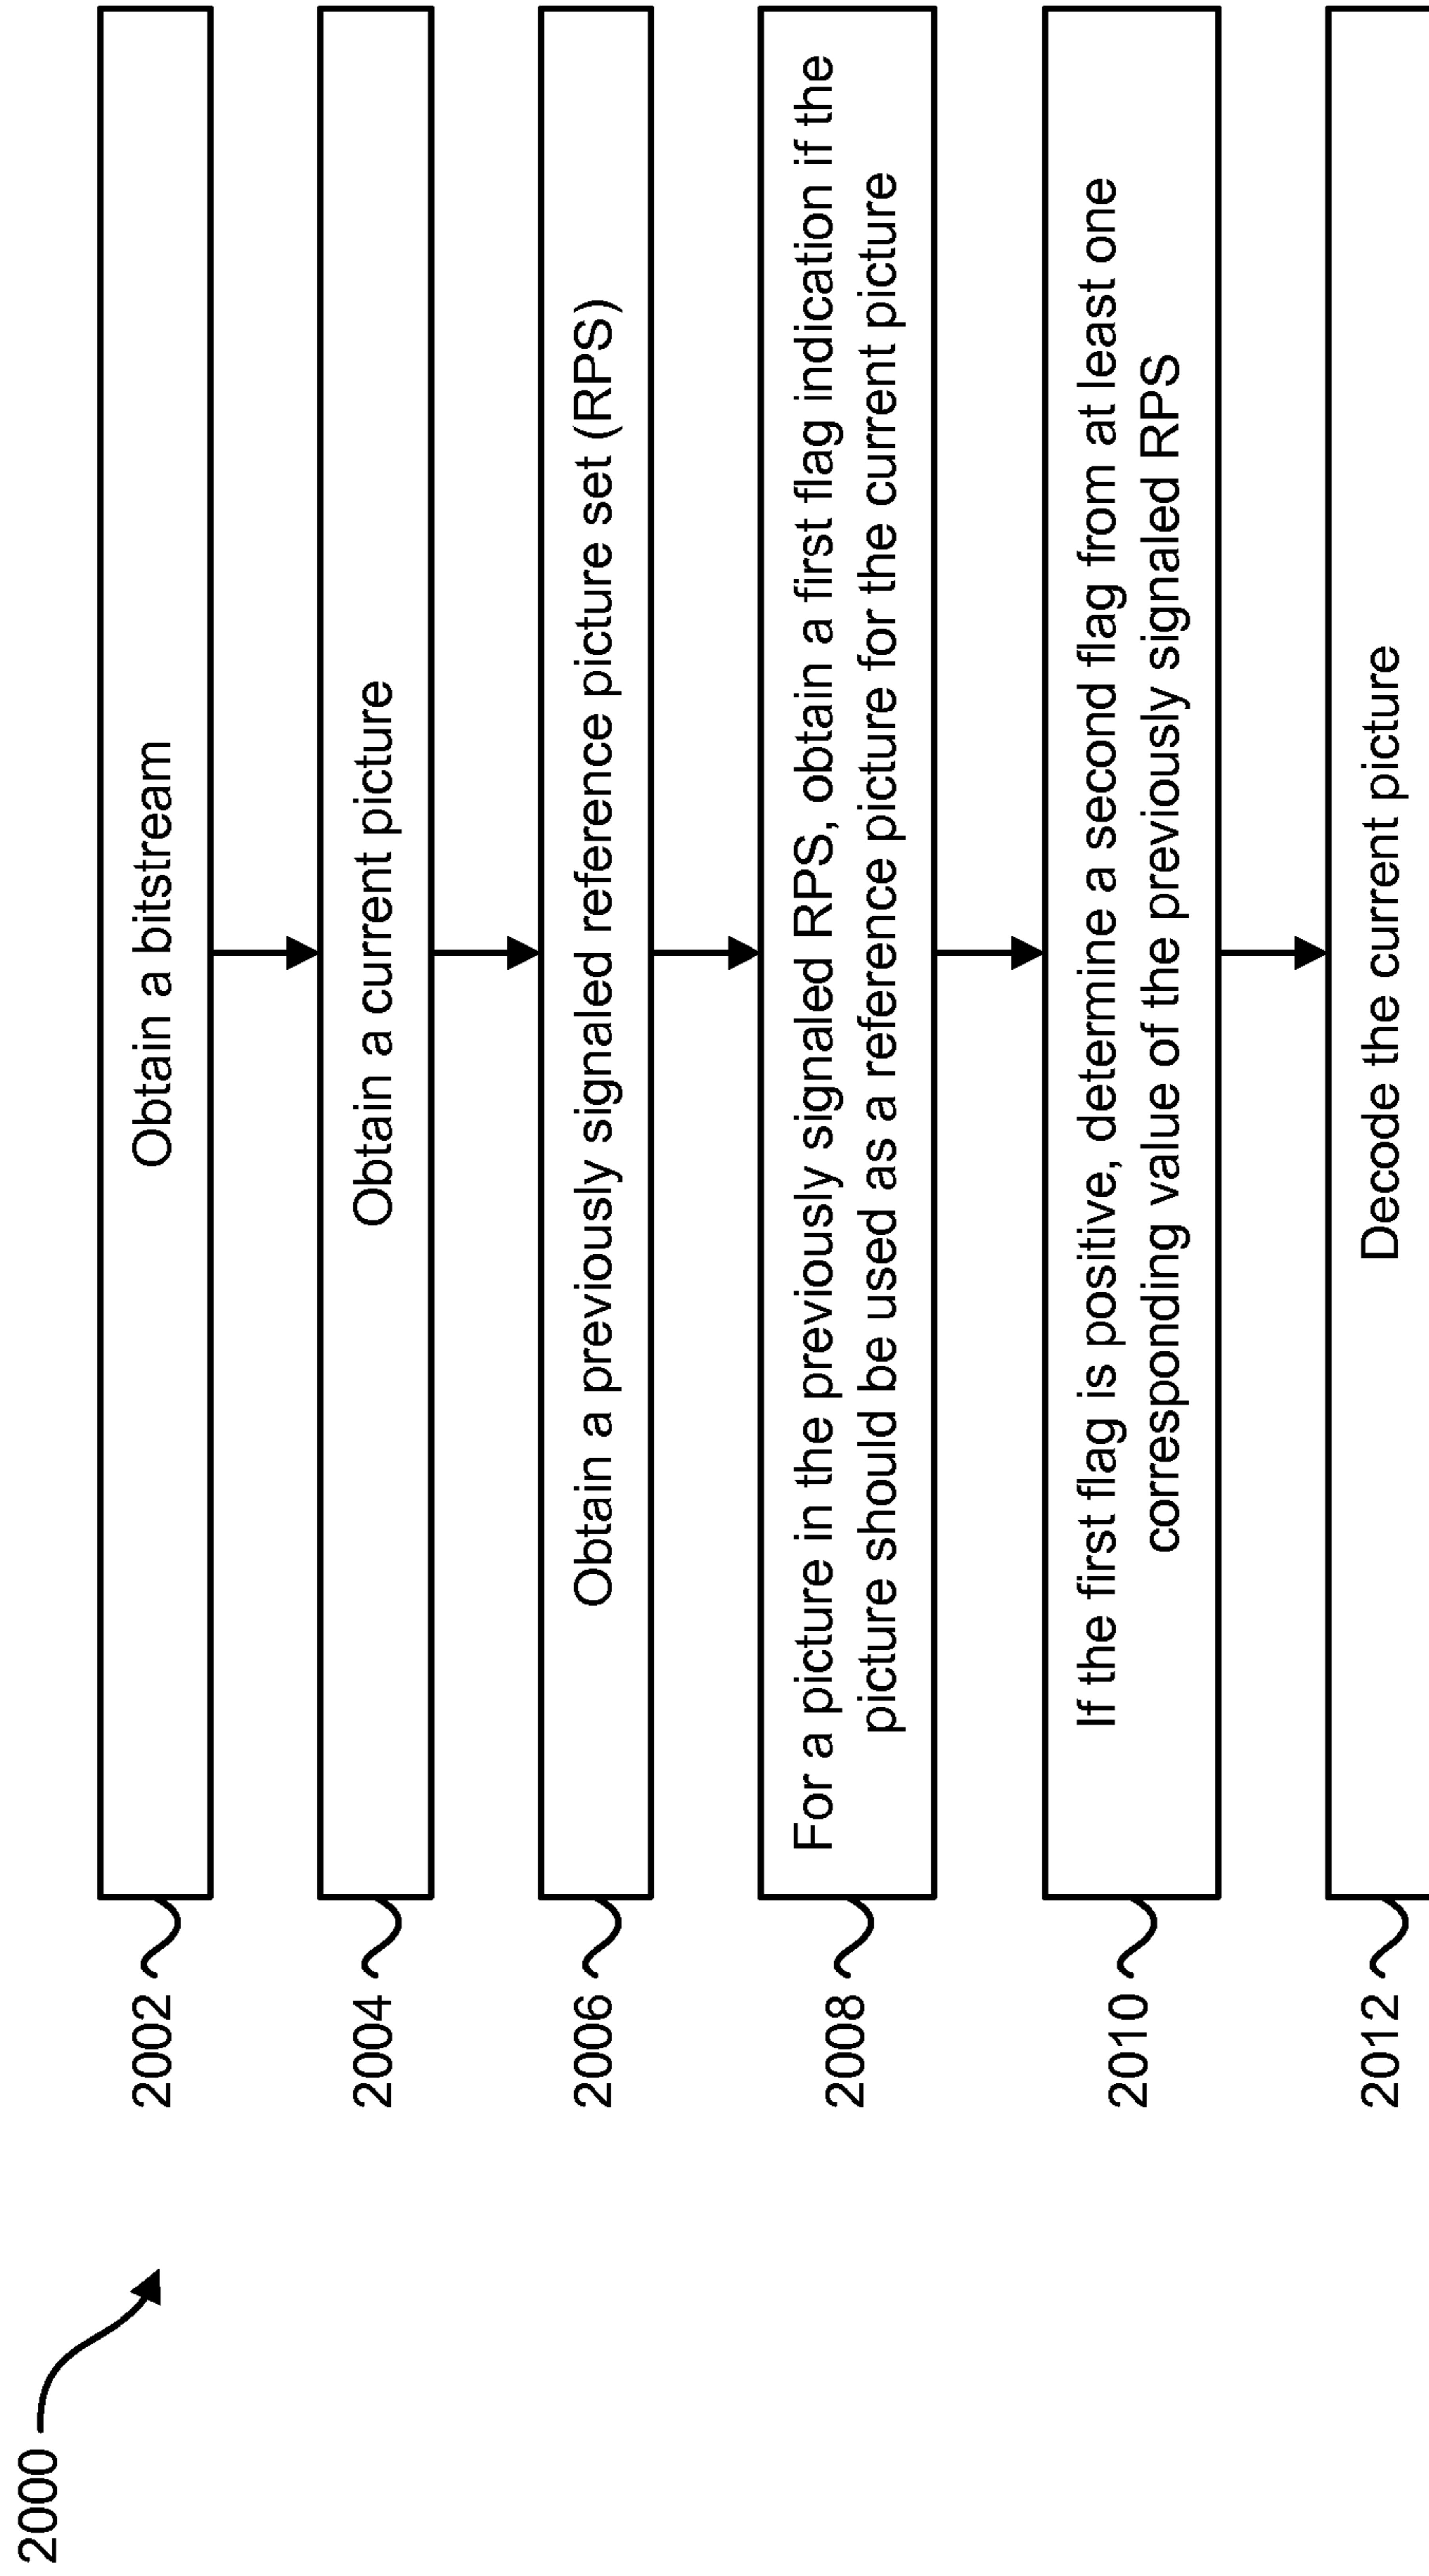 2000
2002
Obtain a bitstream
2004
Obtain a current picture
2006
Obtain a previously signaled reference picture set (RPS)
2008
For a picture in the previously signaled RPS, obtain a first flag indication if the
picture should be used as a reference picture for the current picture
2010
If the first flag is positive, determine a second flag from at least one
corresponding value of the previously signaled RPS
2012
Decode the current picture